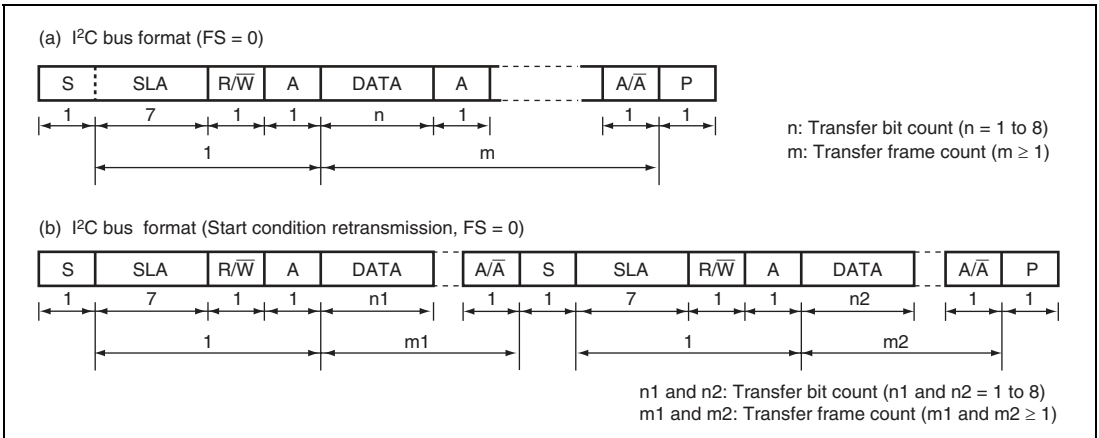 (a) I²C bus format (FS = 0)
S SLA R/W̅ A DATA A A/A̅ P
1 7 1 1 n 1 1 1
1 m
n: Transfer bit count (n = 1 to 8)
m: Transfer frame count (m ≥ 1)
(b) I²C bus format (Start condition retransmission, FS = 0)
S SLA R/W̅ A DATA A/A̅ S SLA R/W̅ A DATA A/A̅ P
1 7 1 1 n1 1 1 7 1 1 n2 1 1
1 m1 1 m2
n1 and n2: Transfer bit count (n1 and n2 = 1 to 8)
m1 and m2: Transfer frame count (m1 and m2 ≥ 1)